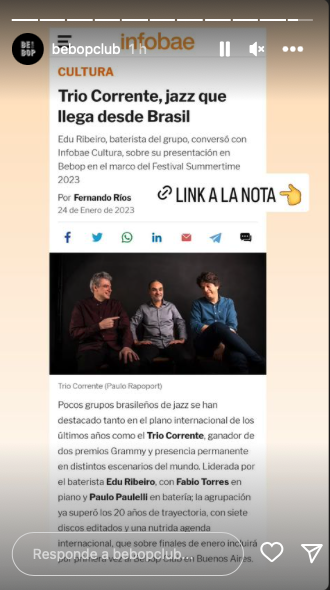 BE!
BOP
bebopclub 1 h
infobae
CULTURA
Trio Corrente, jazz que
llega desde Brasil
Edu Ribeiro, baterista del grupo, conversó con
Infobae Cultura, sobre su presentación en
Bebop en el marco del Festival Summertime
2023
Por Fernando Ríos
LINK A LA NOTA
24 de Enero de 2023
Trio Corrente (Paulo Rapoport)
Pocos grupos brasileños de jazz se han
destacado tanto en el plano internacional de los
últimos años como el Trio Corrente, ganador de
dos premios Grammy y presencia permanente
en distintos escenarios del mundo. Liderada por
el baterista Edu Ribeiro, con Fabio Torres en
piano y Paulo Paulelli en batería; la agrupación
ya superó los 20 años de trayectoria, con siete
discos editados y una nutrida agenda
internacional, que sobre finales de enero incluirá
por primera vez al Bebop Club en Buenos Aires.
Responde a bebopclub...